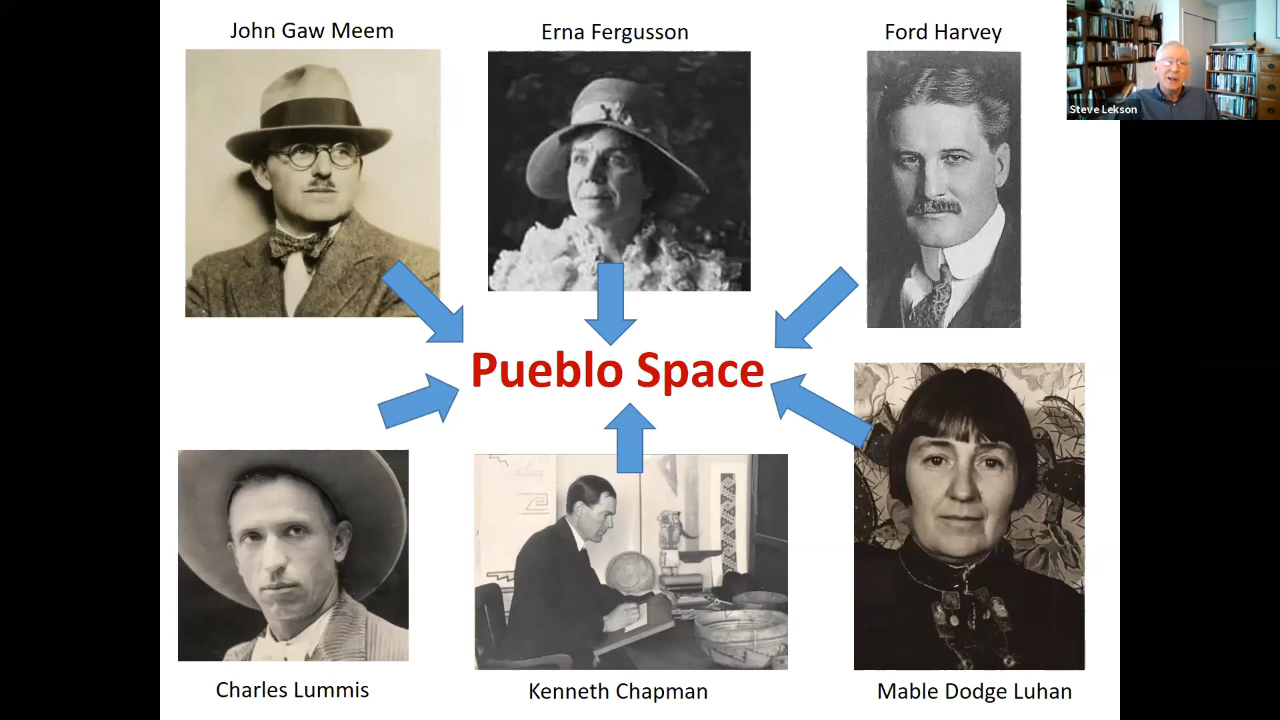 John Gaw Meem
Erna Fergusson
Ford Harvey
Steve Lekson
Pueblo Space
Charles Lummis
Kenneth Chapman
Mable Dodge Luhan